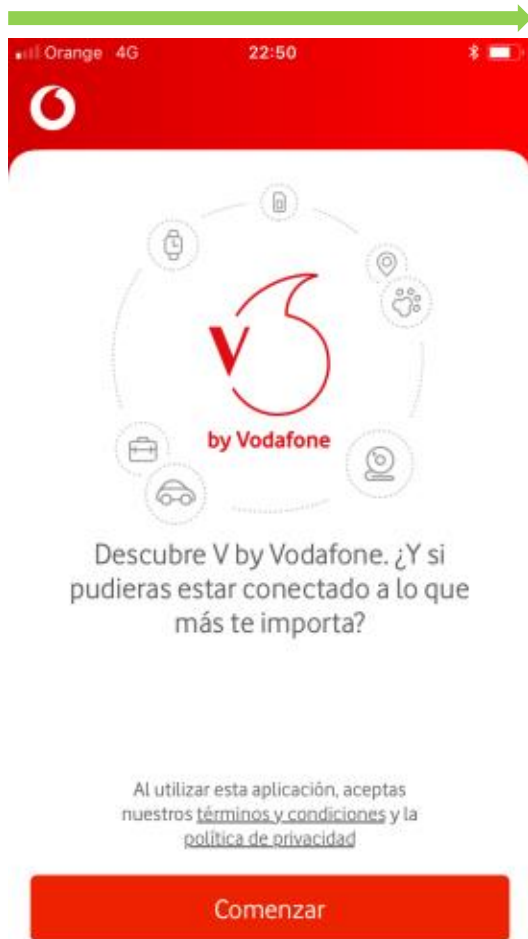 Orange 4G 22:50
V
by Vodafone
Descubre V by Vodafone. ¿Y si
pudieras estar conectado a lo que
más te importa?
Al utilizar esta aplicación, aceptas
nuestros términos y condiciones y la
política de privacidad
Comenzar